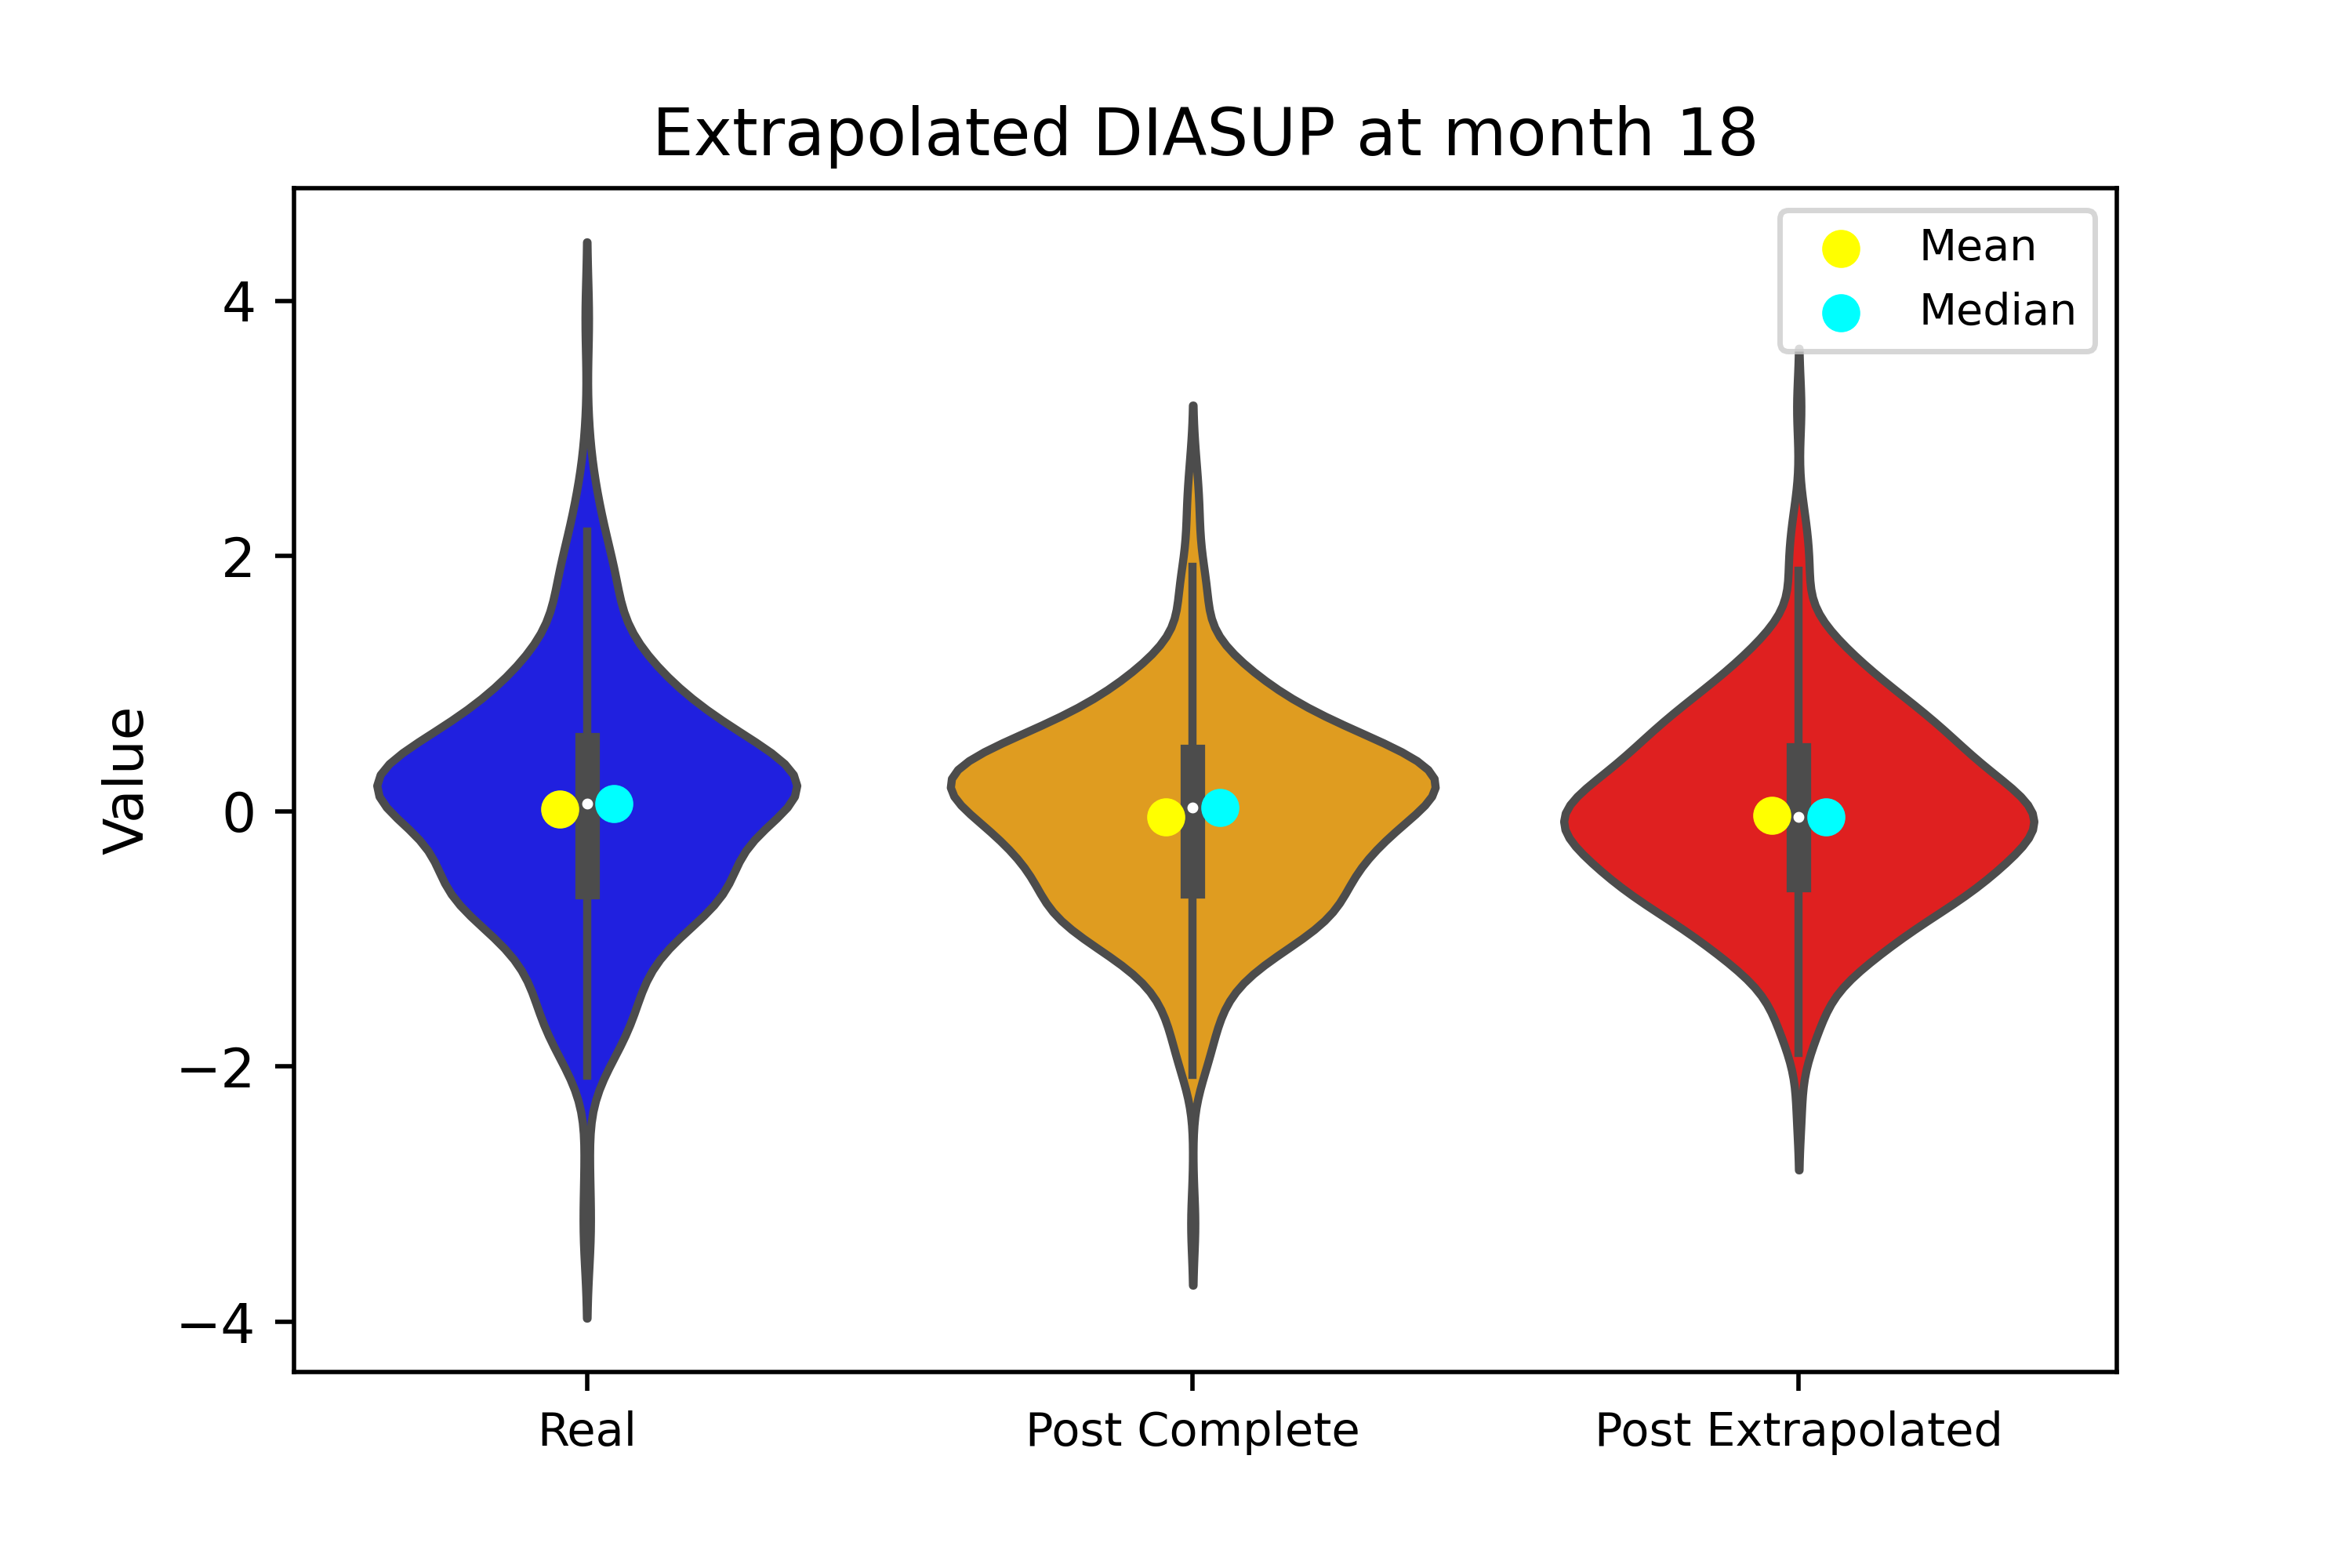 Extrapolated DIASUP at month 18
Mean
Median
4
2
0
−2
−4
Value
Real
Post Complete
Post Extrapolated